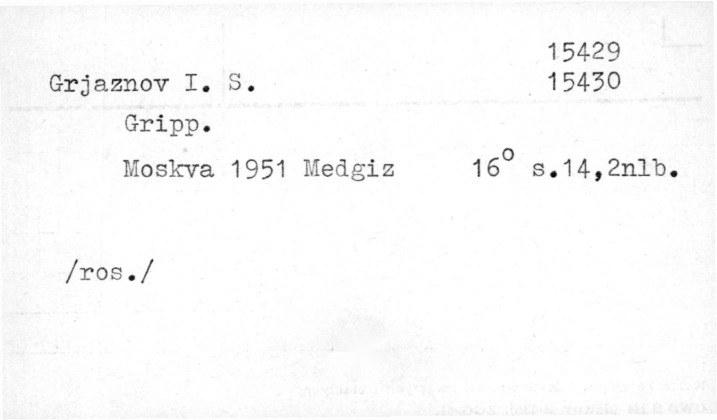 15429
Grjaznov I. S. 15430
Gripp.
Moskva 1951 Medgiz 16° s.14,2nlb.
/ros./